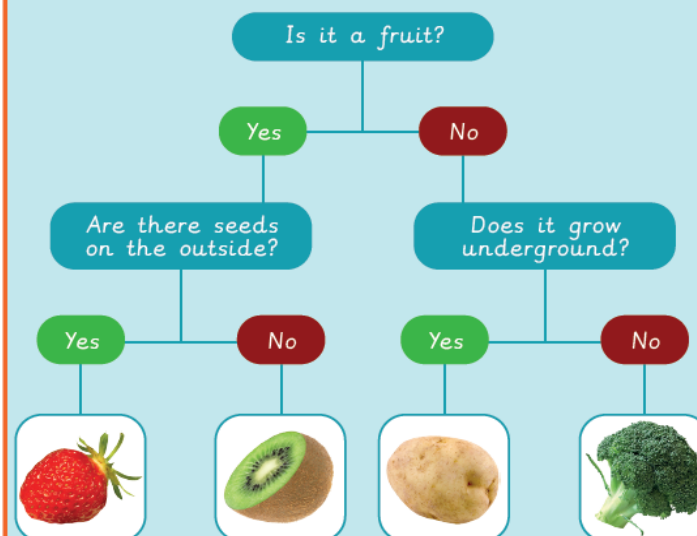 Is it a fruit?
Yes
No
Are there seeds
on the outside?
Does it grow
underground?
Yes
No
Yes
No